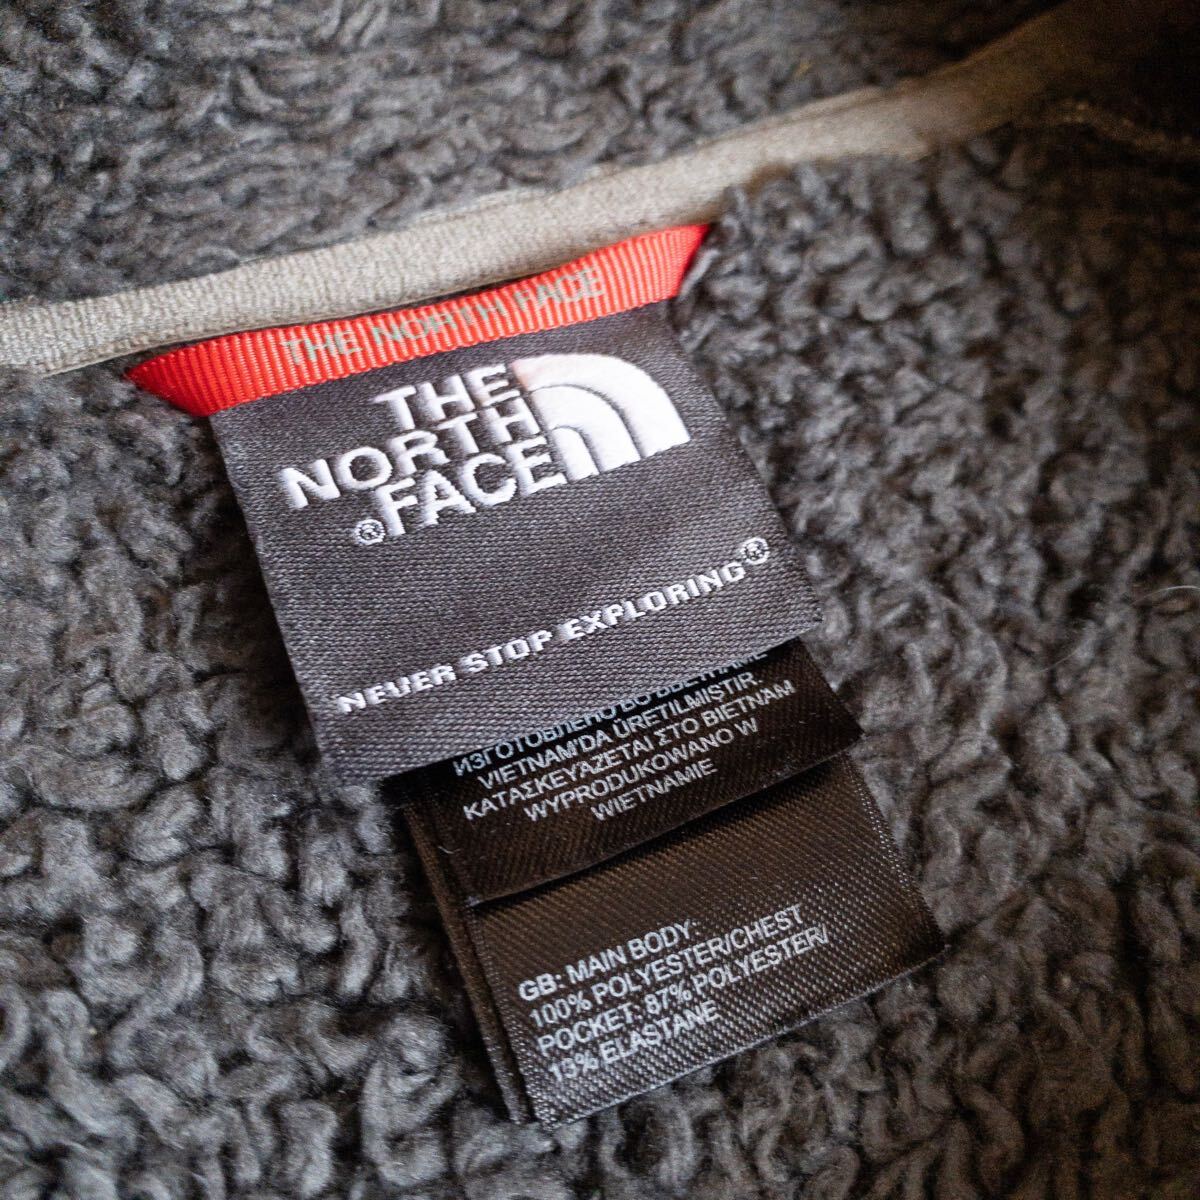 THE NORTH FACE
THE
NORTH
®FACE
NEVER STOP EXPLORING®
ИЗГОТОВЛЕНО ВО ВЬЕТНАМЕ
VIETNAM'DA ÜRETILMIŞTIR.
ΚΑΤΑΣΚΕΥΑΖΕΤΑΙ ΣΤΟ ΒΙΕΤΝΑΜ
WYPRODUKOWANO W
WIETNAMIE
GB: MAIN BODY:
100% POLYESTER/CHEST
POCKET: 87% POLYESTER/
13% ELASTANE